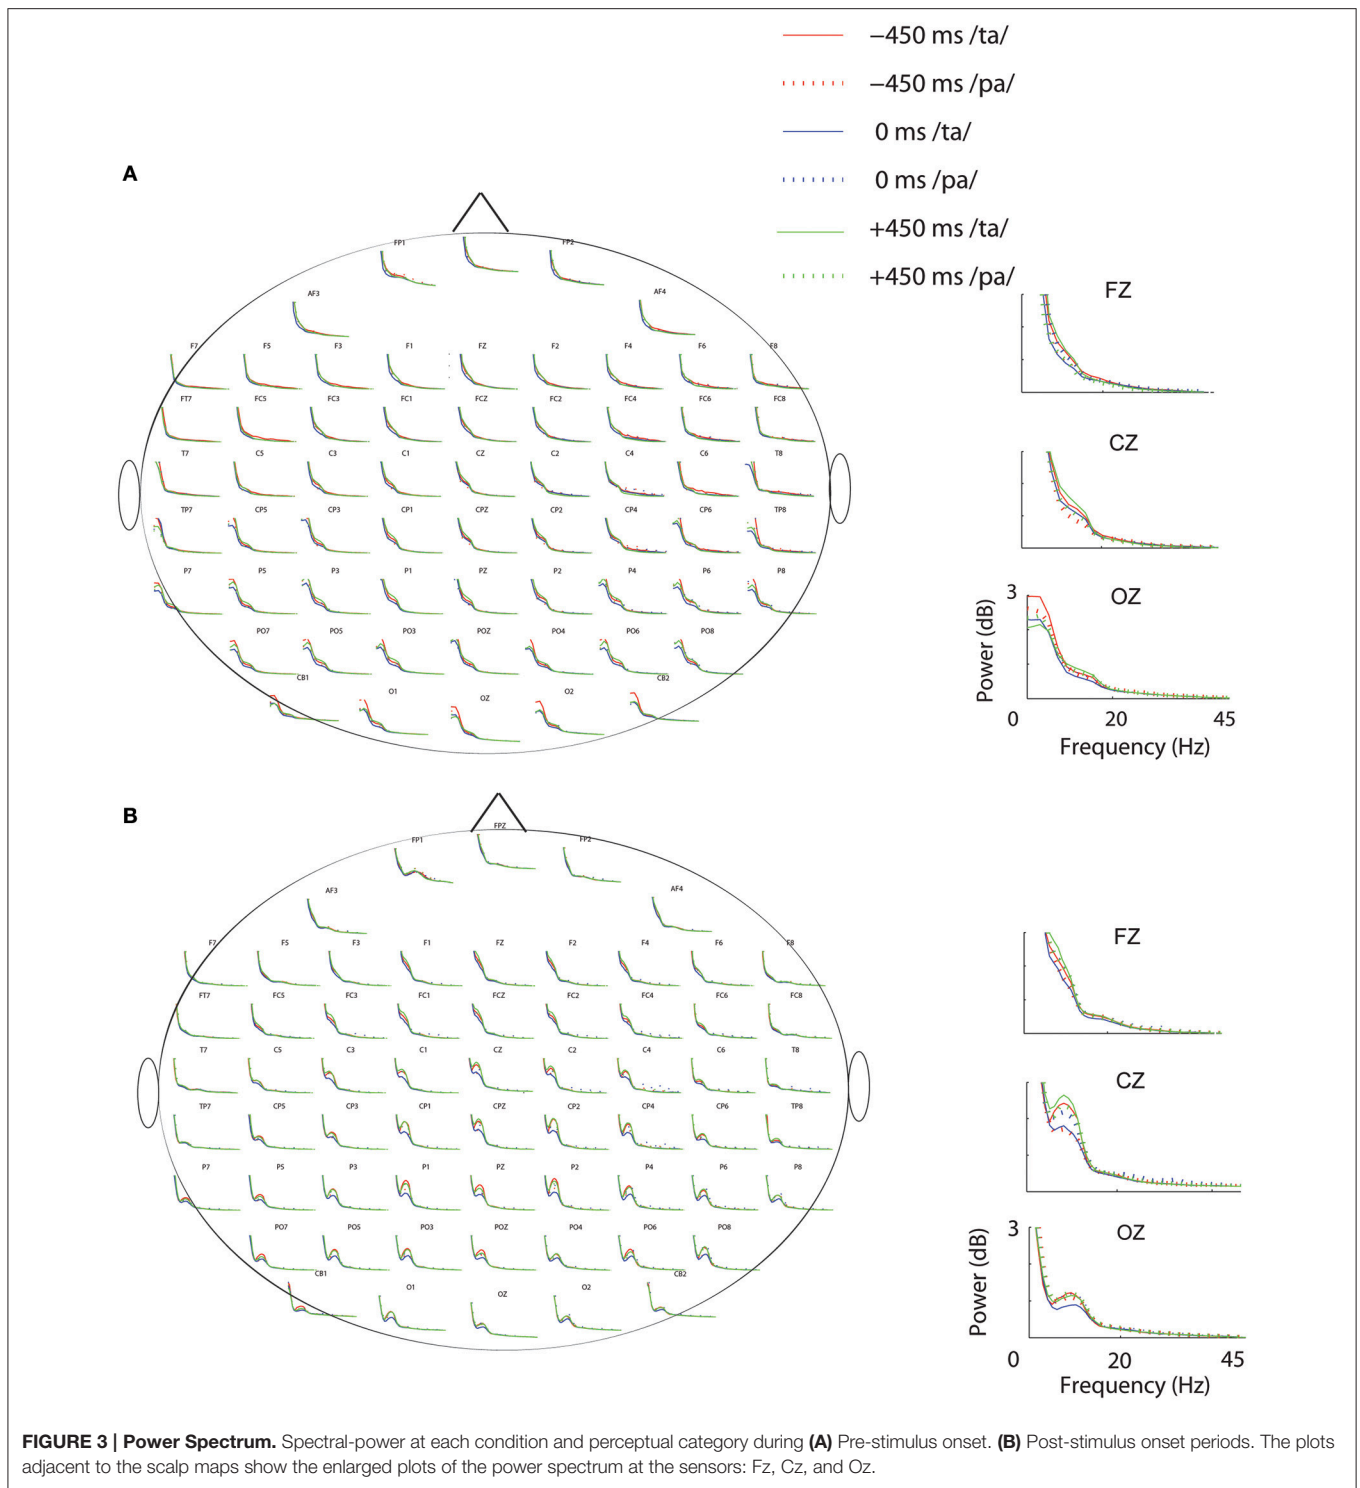 −450 ms /ta/
−450 ms /pa/
0 ms /ta/
0 ms /pa/
+450 ms /ta/
+450 ms /pa/
A
FP1 FP2
AF3 AF4
F7 F5 F3 F1 FZ F2 F4 F6 F8
FT7 FC5 FC3 FC1 FCZ FC2 FC4 FC6 FC8
T7 C5 C3 C1 CZ C2 C4 C6 T8
TP7 CP5 CP3 CP1 CPZ CP2 CP4 CP6 TP8
P7 P5 P3 P1 PZ P2 P4 P6 P8
PO7 PO5 PO3 POZ PO4 PO6 PO8
CB1 O1 OZ O2 CB2
FZ
CZ
OZ
3
Power (dB)
0 20 45
Frequency (Hz)
B
FP1 FPZ FP2
AF3 AF4
F7 F5 F3 F1 FZ F2 F4 F6 F8
FT7 FC5 FC3 FC1 FCZ FC2 FC4 FC6 FC8
T7 C5 C3 C1 CZ C2 C4 C6 T8
TP7 CP5 CP3 CP1 CPZ CP2 CP4 CP6 TP8
P7 P5 P3 P1 PZ P2 P4 P6 P8
PO7 PO5 PO3 POZ PO4 PO6 PO8
CB1 O1 OZ O2 CB2
FZ
CZ
OZ
3
Power (dB)
0 20 45
Frequency (Hz)
FIGURE 3 | Power Spectrum. Spectral-power at each condition and perceptual category during (A) Pre-stimulus onset. (B) Post-stimulus onset periods. The plots
adjacent to the scalp maps show the enlarged plots of the power spectrum at the sensors: Fz, Cz, and Oz.